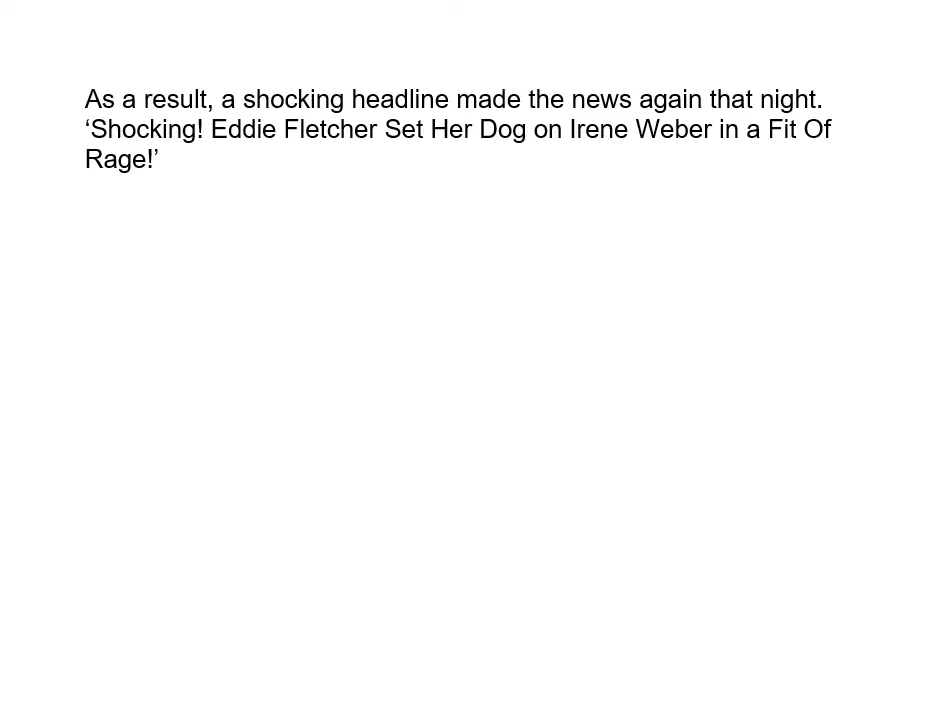 As a result, a shocking headline made the news again that night.
‘Shocking! Eddie Fletcher Set Her Dog on Irene Weber in a Fit Of
Rage!’